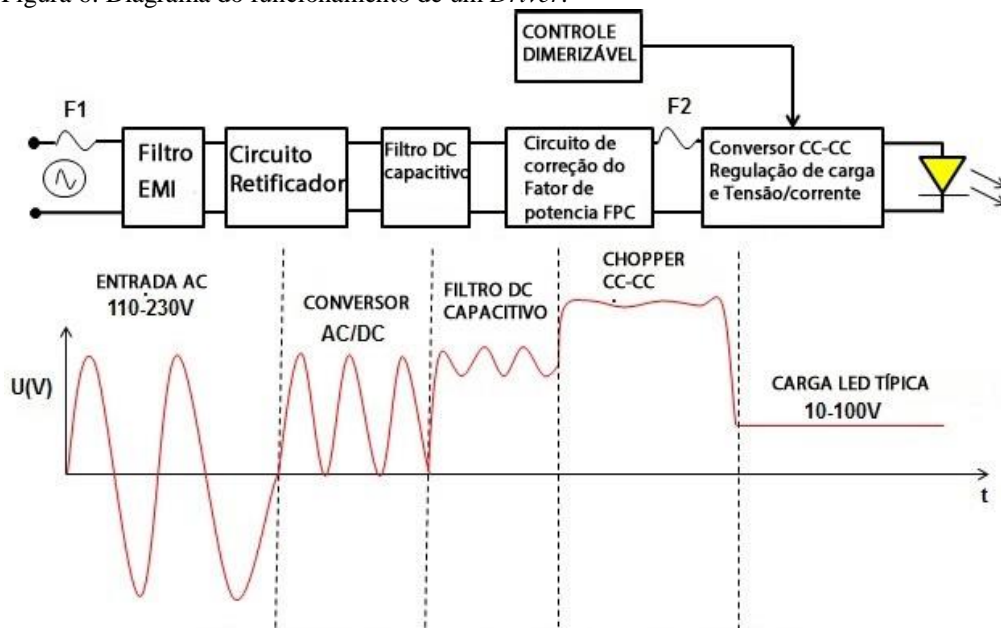 Figura 6: Diagrama do funcionamento de um Driver.
CONTROLE
DIMERIZÁVEL
F1
F2
Filtro
EMI
Circuito
Retificador
Filtro DC
capacitivo
Circuito de
correção do
Fator de
potencia FPC
Conversor CC-CC
Regulação de carga
e Tensão/corrente
ENTRADA AC
110-230V
CONVERSOR
AC/DC
FILTRO DC
CAPACITIVO
CHOPPER
CC-CC
U(V)
CARGA LED TÍPICA
10-100V
t